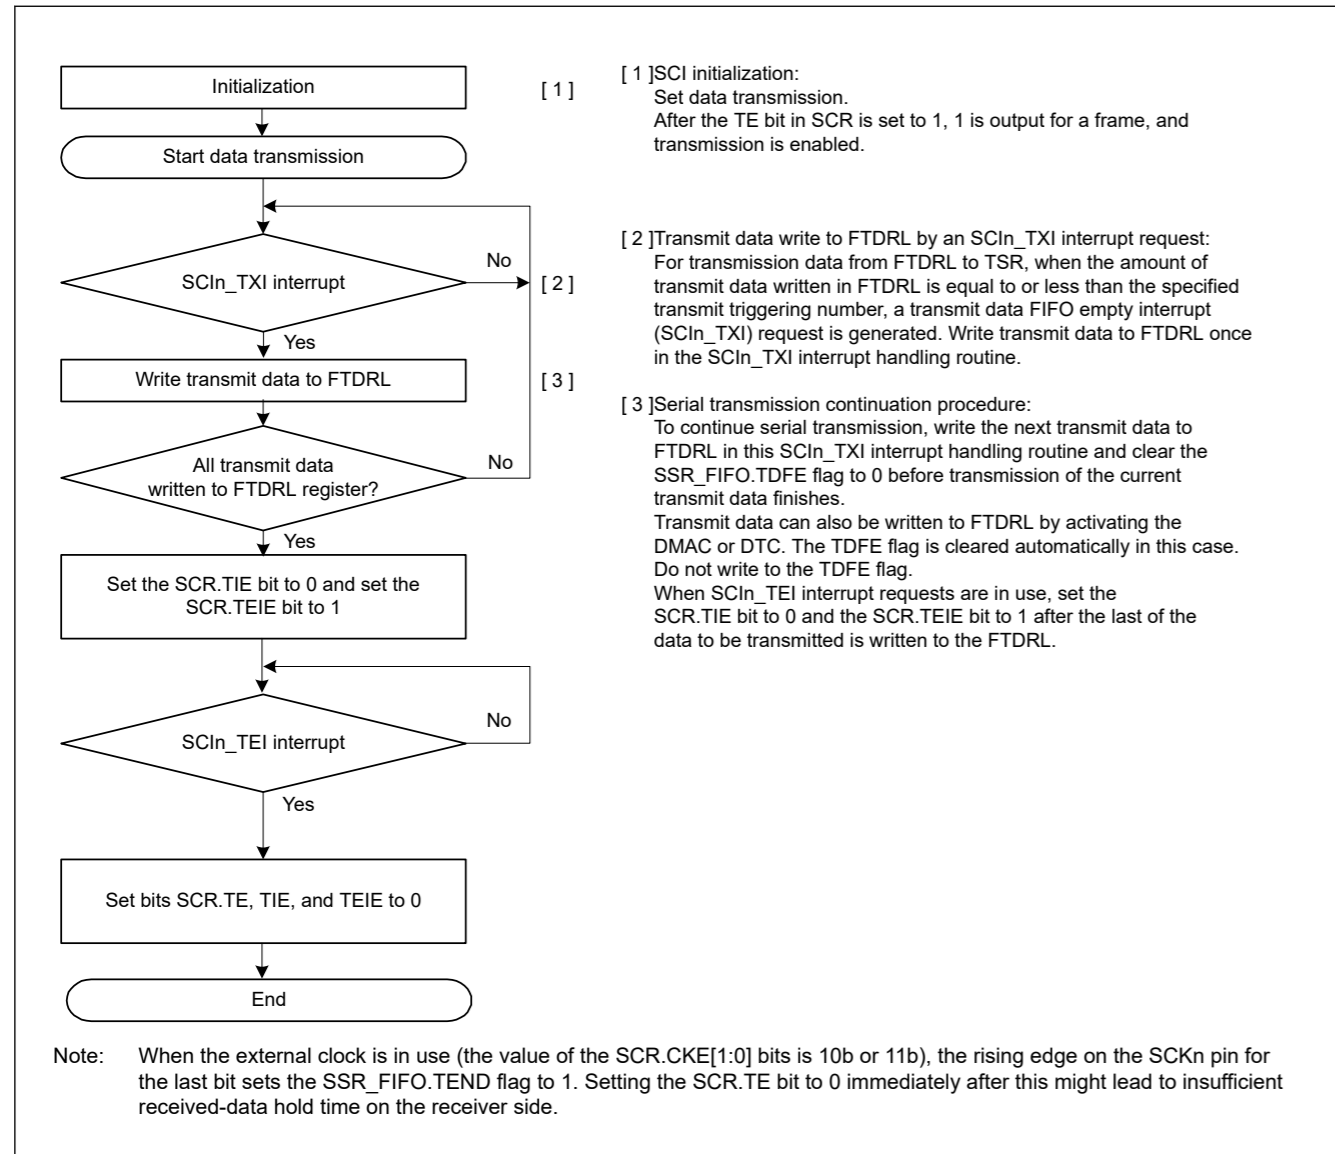 Initialization
[ 1 ]
Start data transmission
SCIn_TXI interrupt
No
[ 2 ]
Yes
Write transmit data to FTDRL
[ 3 ]
All transmit data
written to FTDRL register?
No
Yes
Set the SCR.TIE bit to 0 and set the
SCR.TEIE bit to 1
SCIn_TEI interrupt
No
Yes
Set bits SCR.TE, TIE, and TEIE to 0
End
[ 1 ]SCI initialization:
Set data transmission.
After the TE bit in SCR is set to 1, 1 is output for a frame, and
transmission is enabled.
[ 2 ]Transmit data write to FTDRL by an SCIn_TXI interrupt request:
For transmission data from FTDRL to TSR, when the amount of
transmit data written in FTDRL is equal to or less than the specified
transmit triggering number, a transmit data FIFO empty interrupt
(SCIn_TXI) request is generated. Write transmit data to FTDRL once
in the SCIn_TXI interrupt handling routine.
[ 3 ]Serial transmission continuation procedure:
To continue serial transmission, write the next transmit data to
FTDRL in this SCIn_TXI interrupt handling routine and clear the
SSR_FIFO.TDFE flag to 0 before transmission of the current
transmit data finishes.
Transmit data can also be written to FTDRL by activating the
DMAC or DTC. The TDFE flag is cleared automatically in this case.
Do not write to the TDFE flag.
When SCIn_TEI interrupt requests are in use, set the
SCR.TIE bit to 0 and the SCR.TEIE bit to 1 after the last of the
data to be transmitted is written to the FTDRL.
Note: When the external clock is in use (the value of the SCR.CKE[1:0] bits is 10b or 11b), the rising edge on the SCKn pin for
the last bit sets the SSR_FIFO.TEND flag to 1. Setting the SCR.TE bit to 0 immediately after this might lead to insufficient
received-data hold time on the receiver side.